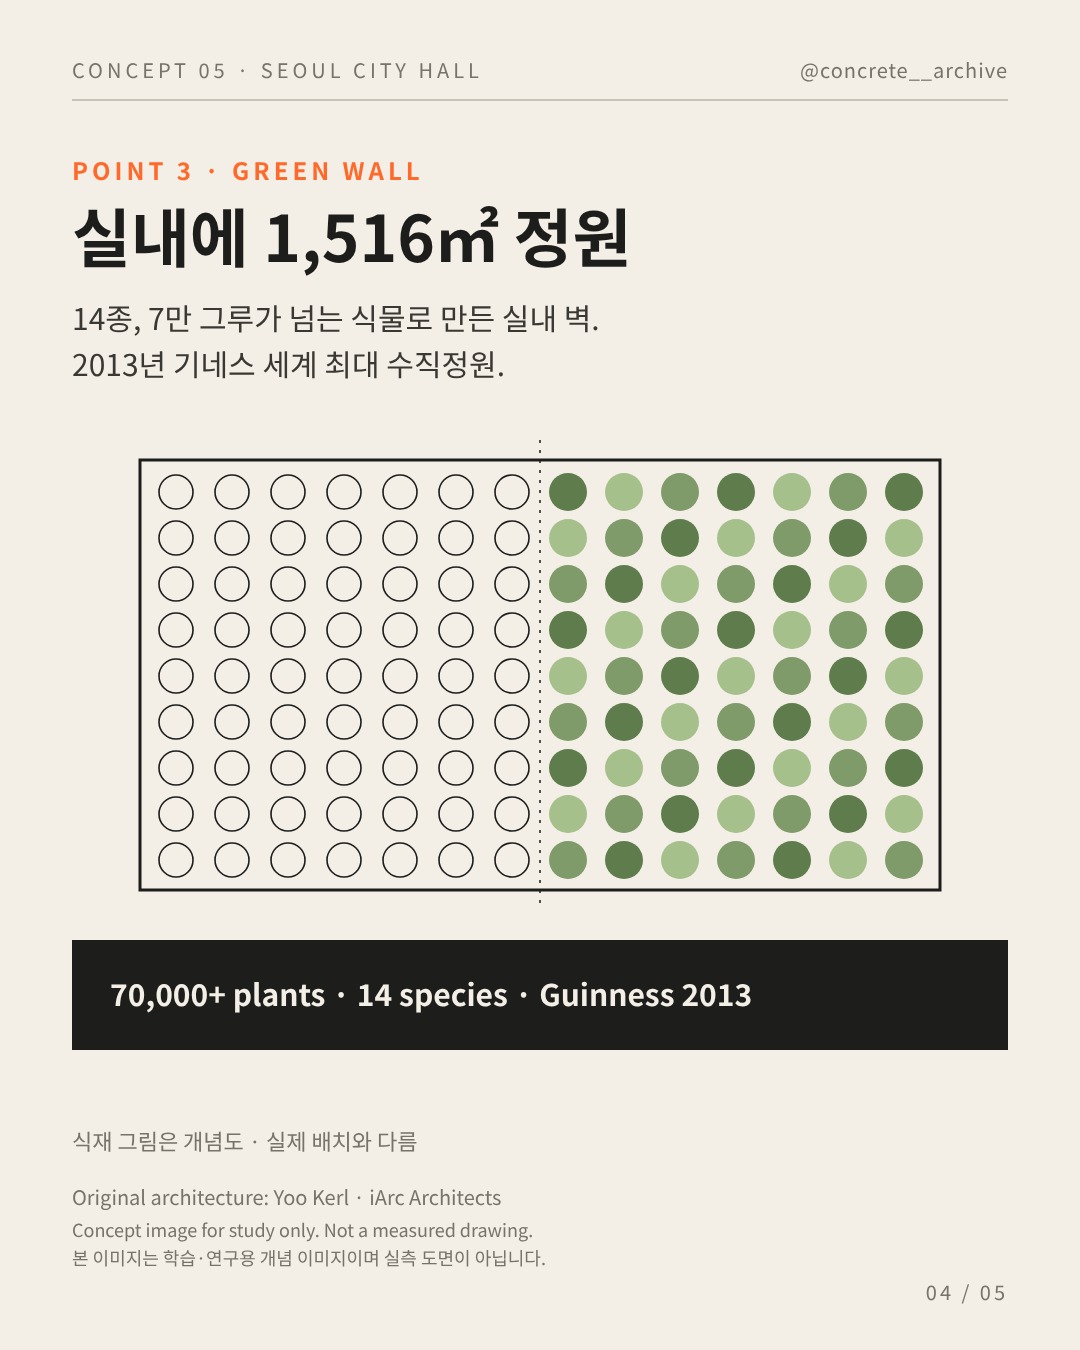 CONCEPT 05 · SEOUL CITY HALL
@concrete__archive
POINT 3 · GREEN WALL
실내에 1,516㎡ 정원
14종, 7만 그루가 넘는 식물로 만든 실내 벽.
2013년 기네스 세계 최대 수직정원.
70,000+ plants · 14 species · Guinness 2013
식재 그림은 개념도 · 실제 배치와 다름
Original architecture: Yoo Kerl · iArc Architects
Concept image for study only. Not a measured drawing.
본 이미지는 학습·연구용 개념 이미지이며 실측 도면이 아닙니다.
04 / 05